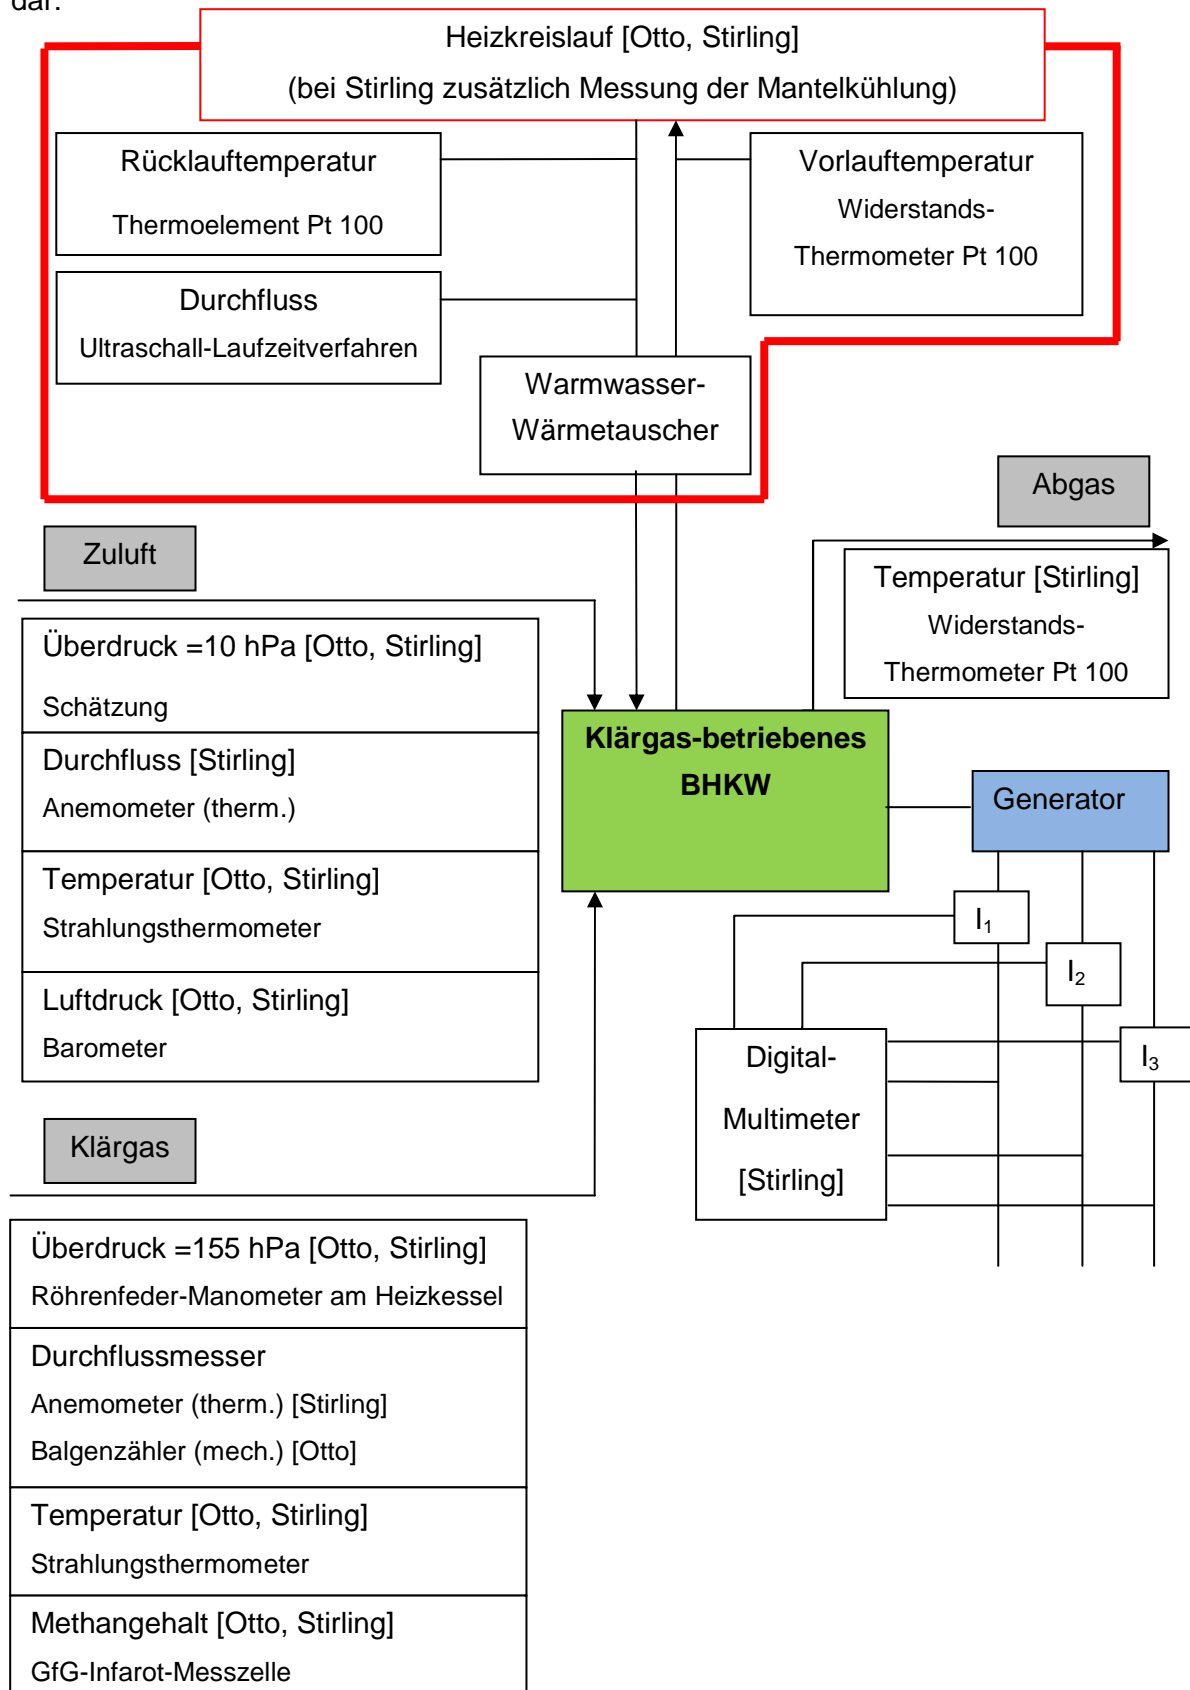 dar:
Heizkreislauf [Otto, Stirling]
(bei Stirling zusätzlich Messung der Mantelkühlung)
Rücklauftemperatur
Thermoelement Pt 100
Vorlauftemperatur
Widerstands-
Thermometer Pt 100
Durchfluss
Ultraschall-Laufzeitverfahren
Warmwasser-
Wärmetauscher
Abgas
Zuluft
Temperatur [Stirling]
Widerstands-
Thermometer Pt 100
Überdruck =10 hPa [Otto, Stirling]
Schätzung
Durchfluss [Stirling]
Anemometer (therm.)
Temperatur [Otto, Stirling]
Strahlungsthermometer
Luftdruck [Otto, Stirling]
Barometer
Klärgas-betriebenes
BHKW
Generator
I1
I2
I3
Digital-
Multimeter
[Stirling]
Klärgas
Überdruck =155 hPa [Otto, Stirling]
Röhrenfeder-Manometer am Heizkessel
Durchflussmesser
Anemometer (therm.) [Stirling]
Balgenzähler (mech.) [Otto]
Temperatur [Otto, Stirling]
Strahlungsthermometer
Methangehalt [Otto, Stirling]
GfG-Infarot-Messzelle